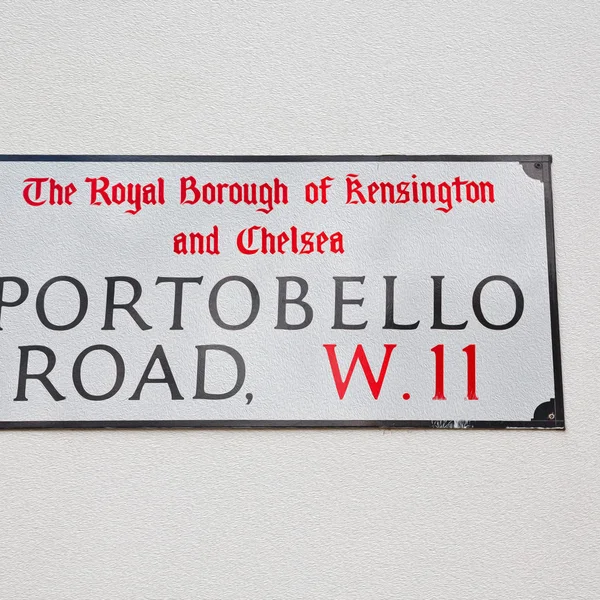 The Royal Borough of Kensington
and Chelsea
PORTOBELLO
ROAD, W.11